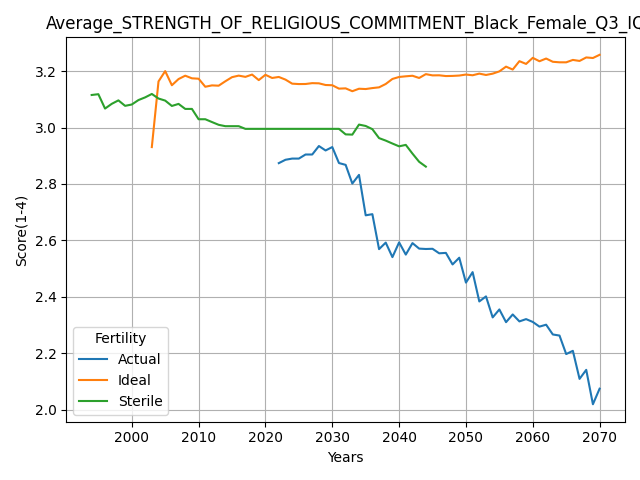 Average_STRENGTH_OF_RELIGIOUS_COMMITMENT_Black_Female_Q3_IQ
Score(1-4)
3.2
3.0
2.8
2.6
2.4
2.2
2.0
Fertility
Actual
Ideal
Sterile
2000 2010 2020 2030 2040 2050 2060 2070
Years